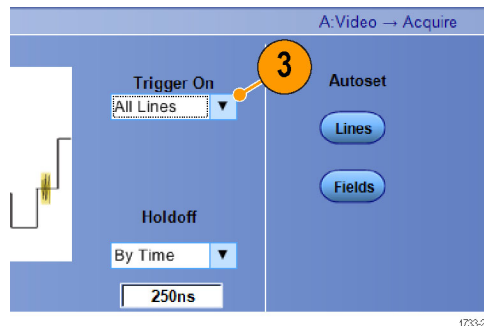 A:Video → Acquire
3
Trigger On
Autoset
All Lines
Lines
Fields
Holdoff
By Time
250ns